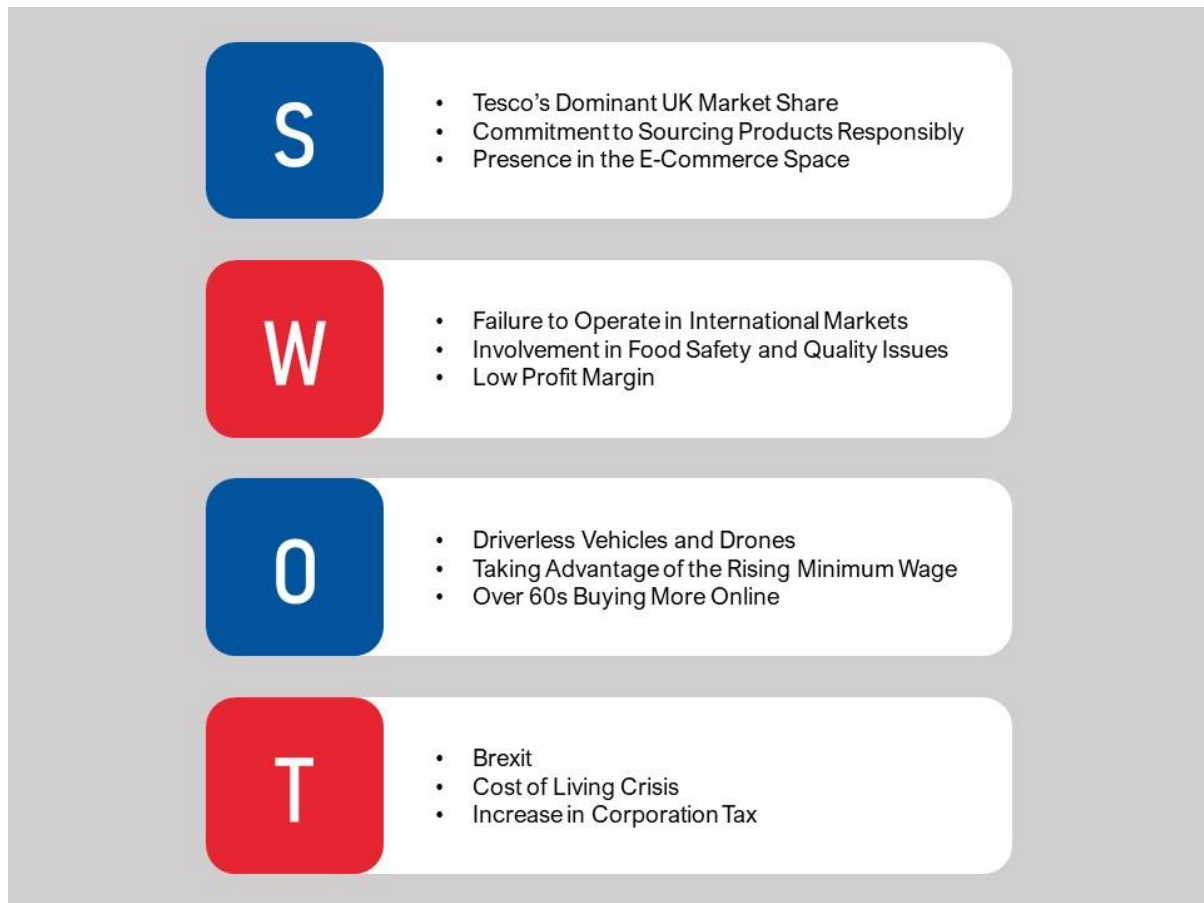 S
• Tesco’s Dominant UK Market Share
• Commitment to Sourcing Products Responsibly
• Presence in the E-Commerce Space
W
• Failure to Operate in International Markets
• Involvement in Food Safety and Quality Issues
• Low Profit Margin
O
• Driverless Vehicles and Drones
• Taking Advantage of the Rising Minimum Wage
• Over 60s Buying More Online
T
• Brexit
• Cost of Living Crisis
• Increase in Corporation Tax